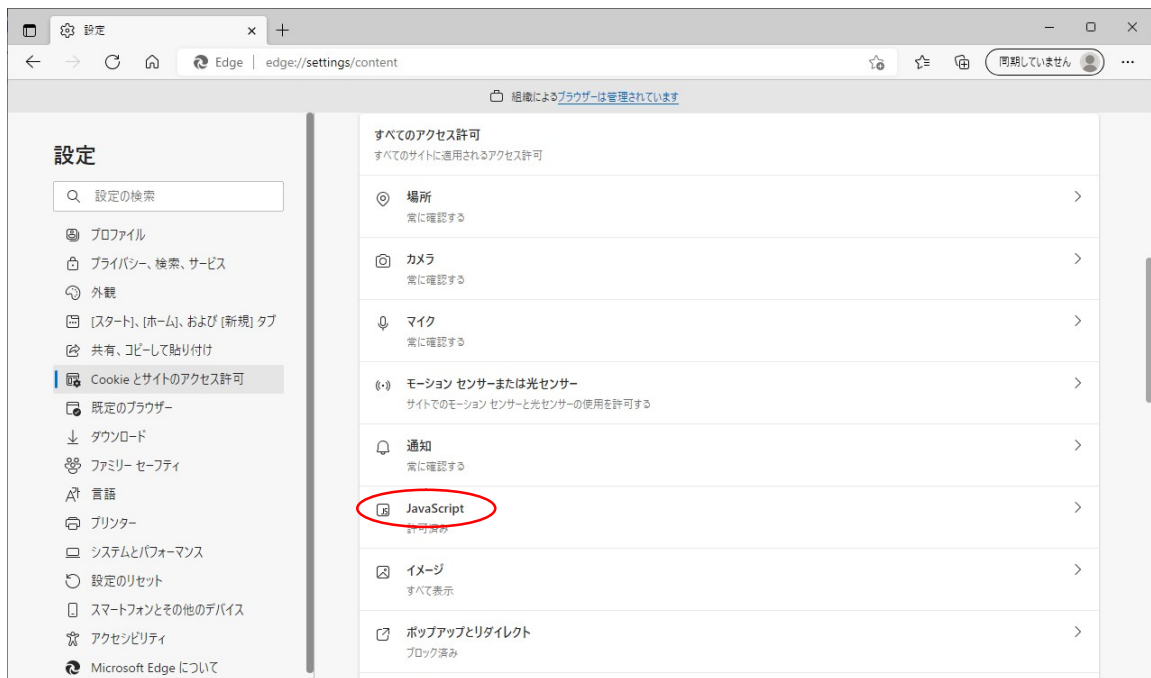 設定
Edge | edge://settings/content
同期していません
組織によるブラウザーは管理されています
設定
設定の検索
プロファイル
プライバシー、検索、サービス
外観
[スタート]、[ホーム]、および [新規] タブ
共有、コピーして貼り付け
Cookie とサイトのアクセス許可
既定のブラウザー
ダウンロード
ファミリー セーフティ
言語
プリンター
システムとパフォーマンス
設定のリセット
スマートフォンとその他のデバイス
アクセシビリティ
Microsoft Edge について
すべてのアクセス許可
すべてのサイトに適用されるアクセス許可
場所
常に確認する
カメラ
常に確認する
マイク
常に確認する
モーション センサーまたは光センサー
サイトでのモーション センサーと光センサーの使用を許可する
通知
常に確認する
JavaScript
許可済み
イメージ
すべて表示
ポップアップとリダイレクト
ブロック済み